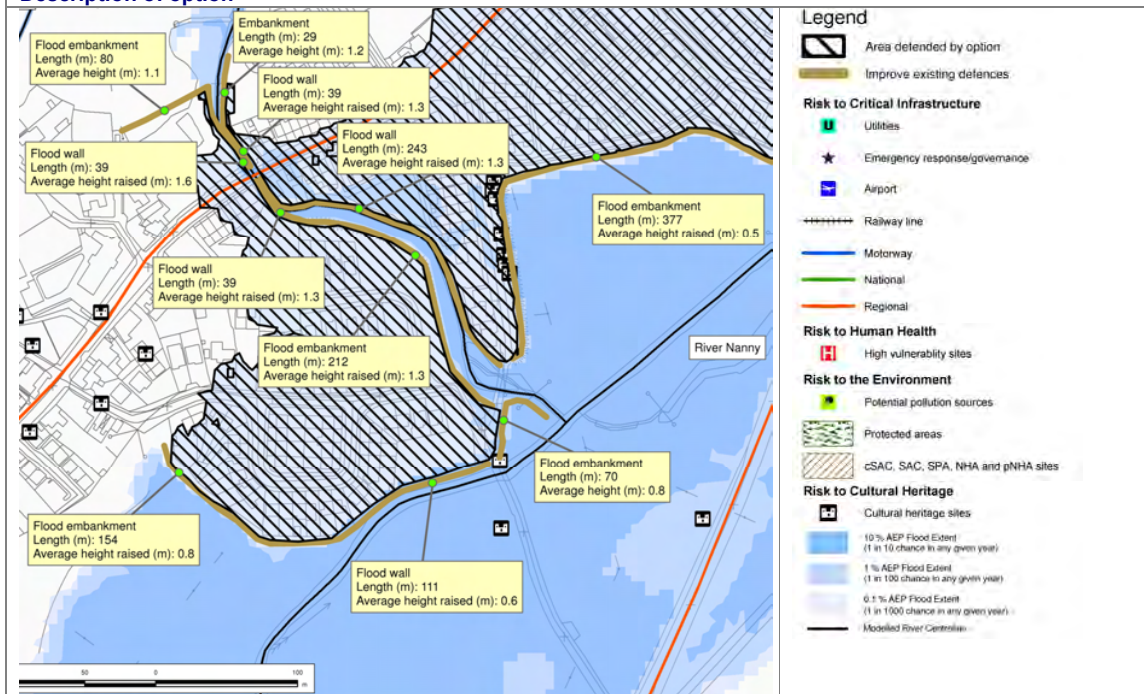 Description of option
Flood embankment
Length (m): 80
Average height (m): 1.1
Embankment
Length (m): 29
Average height (m): 1.2
Flood wall
Length (m): 39
Average height raised (m): 1.3
Flood wall
Length (m): 243
Average height raised (m): 1.3
Flood wall
Length (m): 39
Average height raised (m): 1.6
Flood embankment
Length (m): 377
Average height raised (m): 0.5
Flood wall
Length (m): 39
Average height raised (m): 1.3
Flood embankment
Length (m): 212
Average height raised (m): 1.3
River Nanny
Flood embankment
Length (m): 70
Average height (m): 0.8
Flood embankment
Length (m): 154
Average height raised (m): 0.8
Flood wall
Length (m): 111
Average height raised (m): 0.6
50 0 100
m
Legend
Area defended by option
Improve existing defences
Risk to Critical Infrastructure
U Utilities
Emergency response/governance
Airport
Railway line
Motorway
National
Regional
Risk to Human Health
H High vulnerablity sites
Risk to the Environment
Potential pollution sources
Protected areas
cSAC, SAC, SPA, NHA and pNHA sites
Risk to Cultural Heritage
Cultural heritage sites
10 % AEP Flood Extent
(1 in 10 chance in any given year)
1 % AEP Flood Extent
(1 in 100 chance in any given year)
0.1 % AEP Flood Extent
(1 in 1000 chance in any given year)
Modelled River Centreline